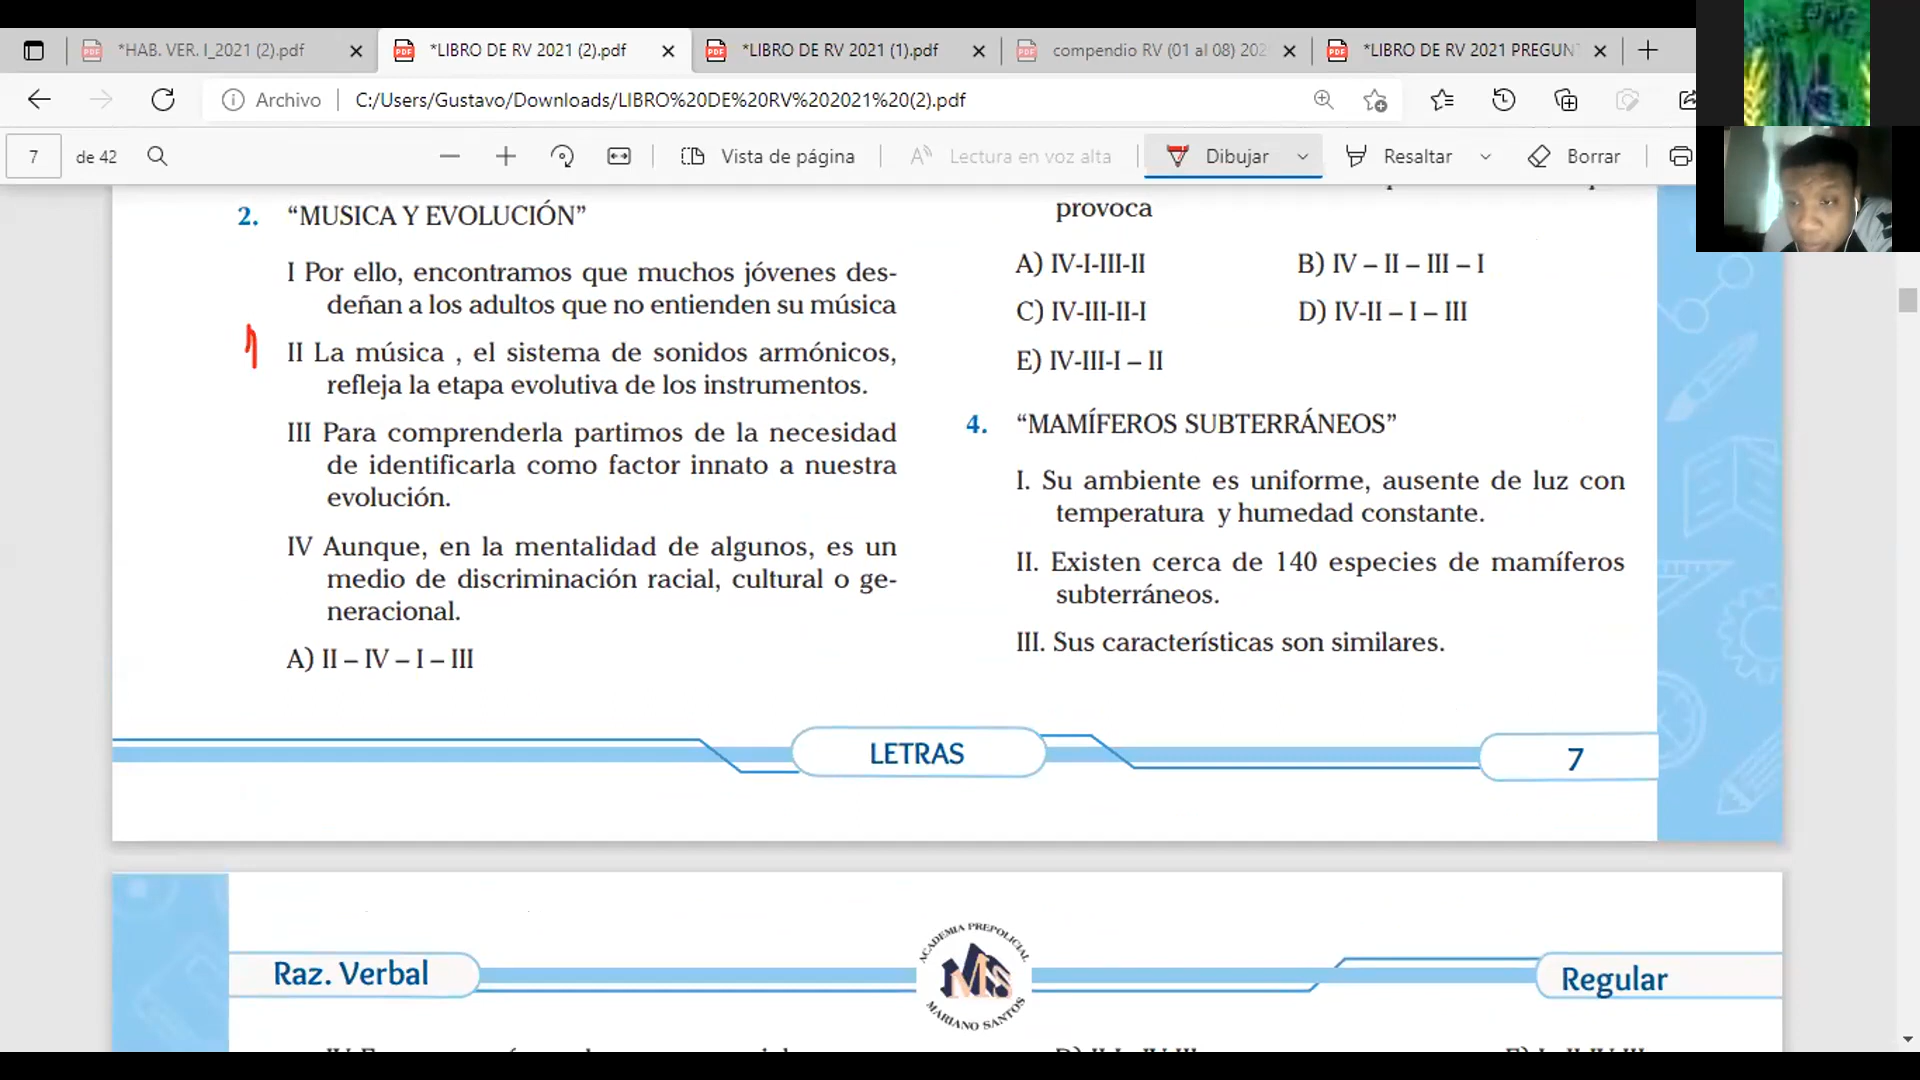 *HAB. VER. I_2021 (2).pdf
*LIBRO DE RV 2021 (2).pdf
*LIBRO DE RV 2021 (1).pdf
compendio RV (01 al 08) 202
*LIBRO DE RV 2021 PREGUNT
Archivo
C:/Users/Gustavo/Downloads/LIBRO%20DE%20RV%202021%20(2).pdf
7 de 42
Vista de página
Lectura en voz alta
Dibujar
Resaltar
Borrar
2. “MUSICA Y EVOLUCIÓN”
I Por ello, encontramos que muchos jóvenes des-
deñan a los adultos que no entienden su música
1
II La música , el sistema de sonidos armónicos,
refleja la etapa evolutiva de los instrumentos.
III Para comprenderla partimos de la necesidad
de identificarla como factor innato a nuestra
evolución.
IV Aunque, en la mentalidad de algunos, es un
medio de discriminación racial, cultural o ge-
neracional.
A) II – IV – I – III
provoca
A) IV-I-III-II
B) IV – II – III – I
C) IV-III-II-I
D) IV-II – I – III
E) IV-III-I – II
4. “MAMÍFEROS SUBTERRÁNEOS”
I. Su ambiente es uniforme, ausente de luz con
temperatura y humedad constante.
II. Existen cerca de 140 especies de mamíferos
subterráneos.
III. Sus características son similares.
LETRAS
7
Raz. Verbal
ACADEMIA PREPOLICIAL
MS
MARIANO SANTOS
Regular